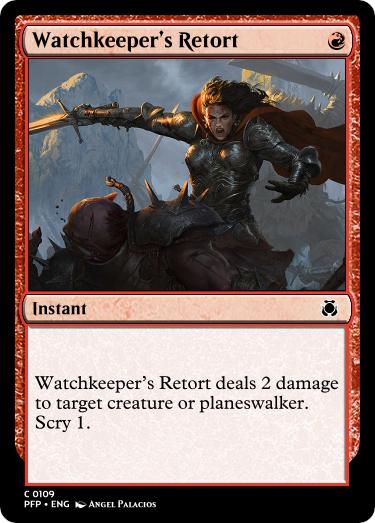 Watchkeeper's Retort
Instant
Watchkeeper's Retort deals 2 damage
to target creature or planeswalker.
Scry 1.
C 0109
PFP • ENG Angel Palacios